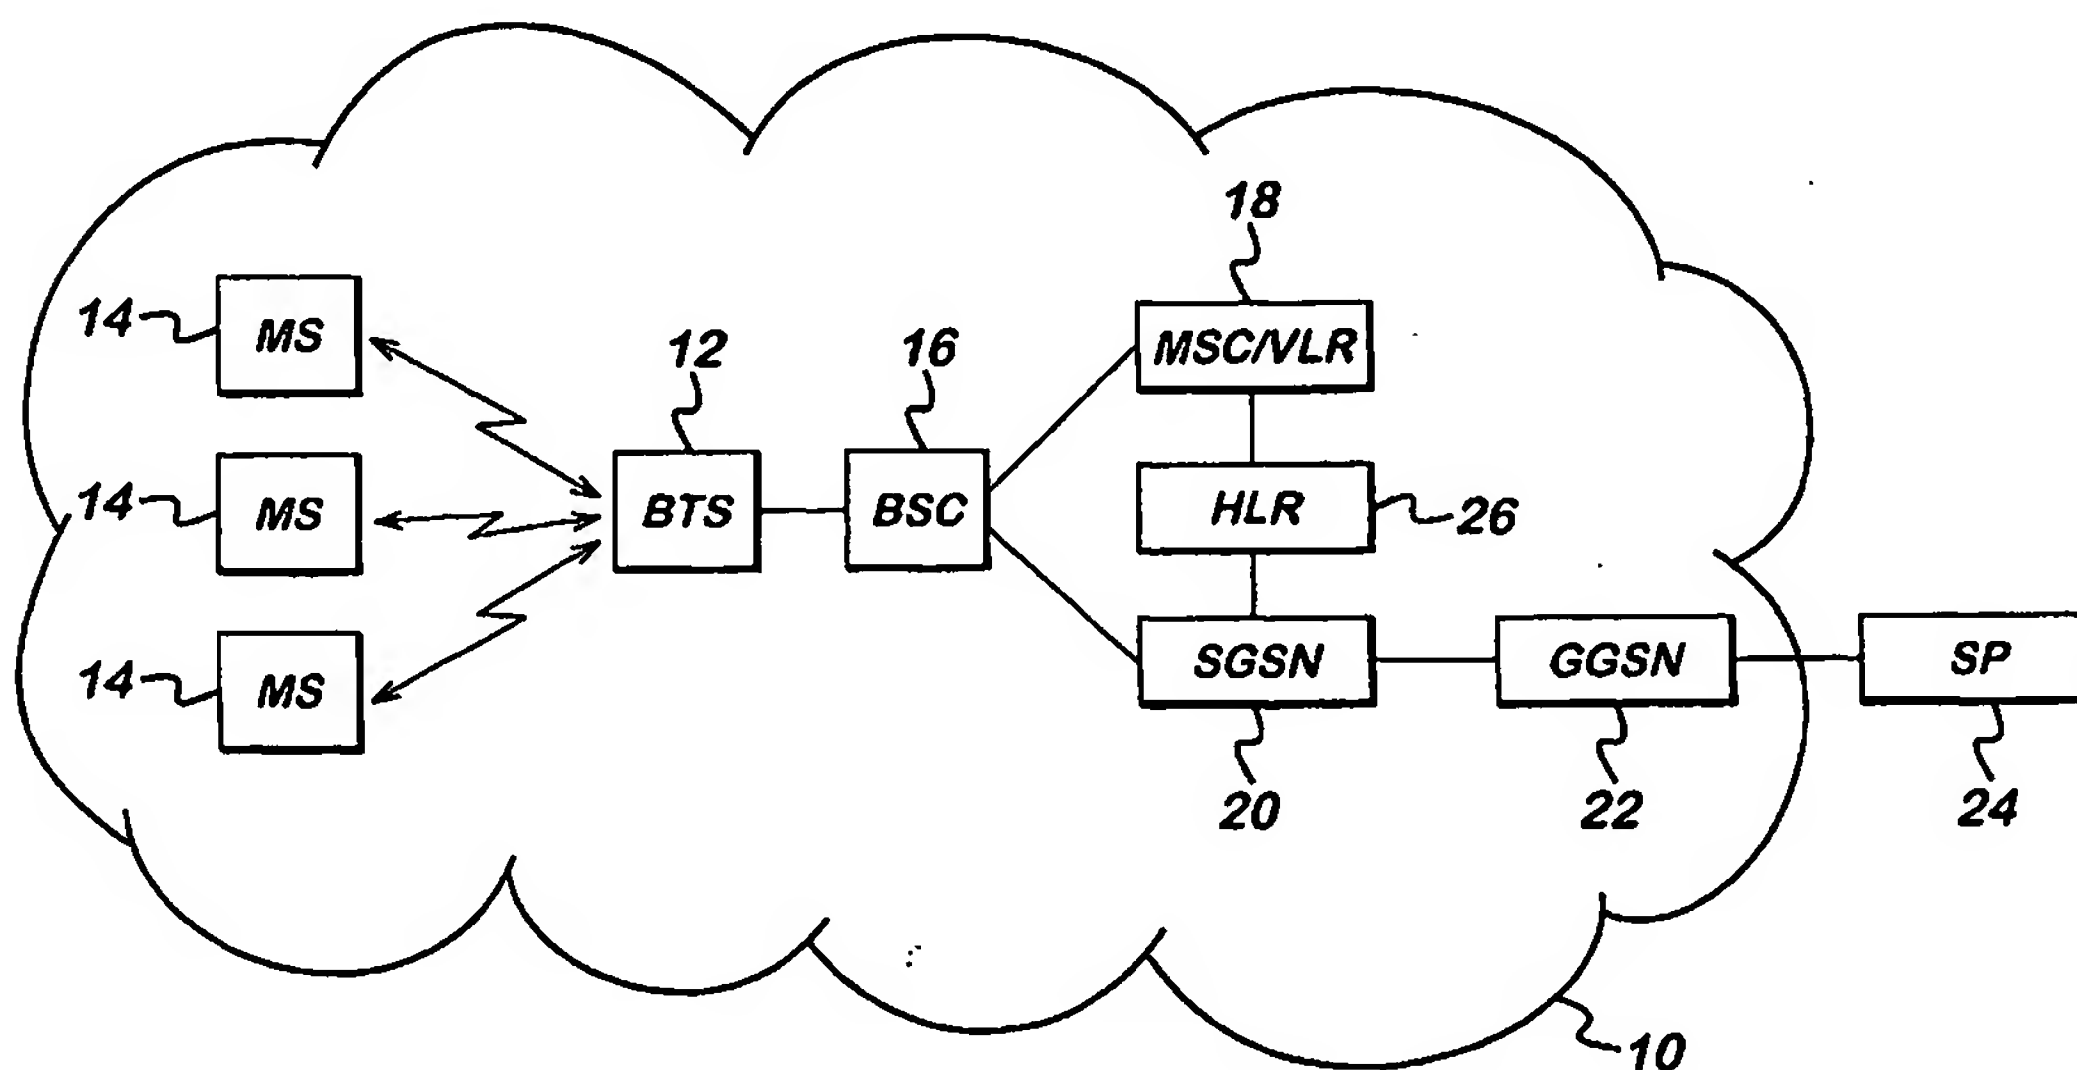 18
14 MS
12
16
MSC/VLR
14 MS
BTS
BSC
HLR
26
14 MS
SGSN
GGSN
SP
20
22
24
10